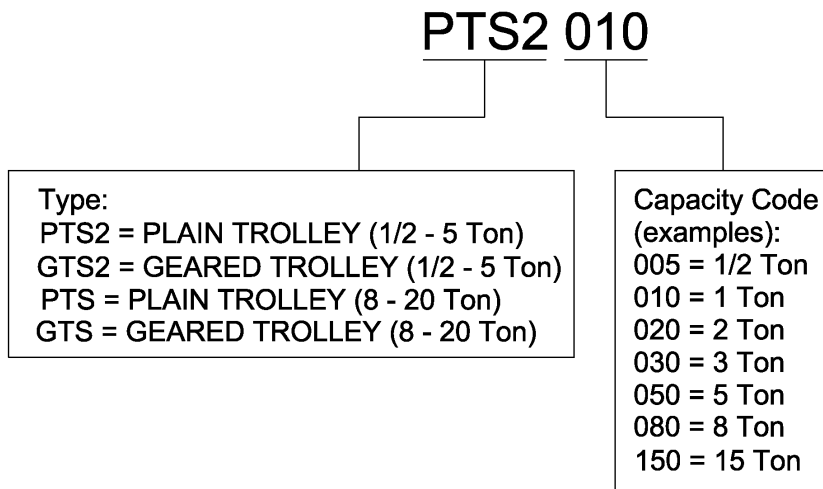 PTS2 010
Type:
PTS2 = PLAIN TROLLEY (1/2 - 5 Ton)
GTS2 = GEARED TROLLEY (1/2 - 5 Ton)
PTS = PLAIN TROLLEY (8 - 20 Ton)
GTS = GEARED TROLLEY (8 - 20 Ton)
Capacity Code
(examples):
005 = 1/2 Ton
010 = 1 Ton
020 = 2 Ton
030 = 3 Ton
050 = 5 Ton
080 = 8 Ton
150 = 15 Ton